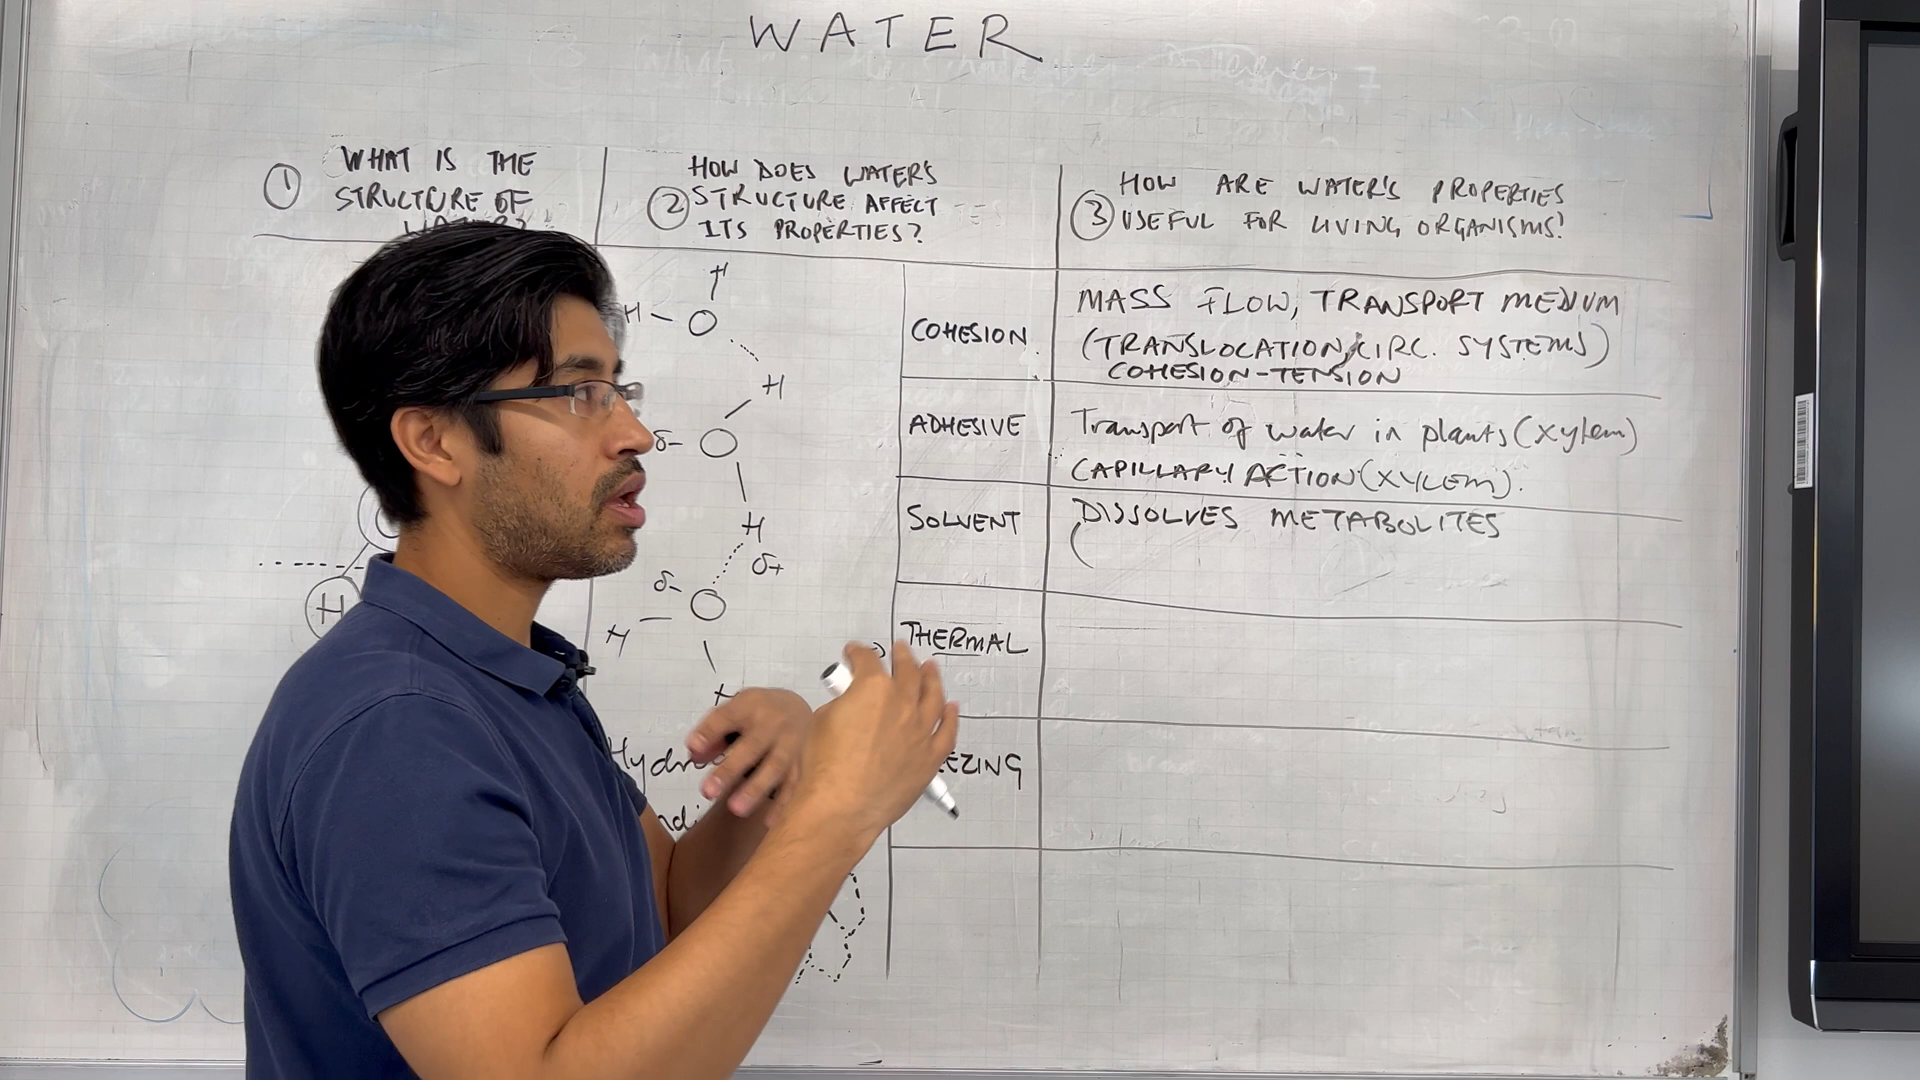 WATER
① WHAT IS THE
STRUCTURE OF
WATER?
② HOW DOES WATER'S
STRUCTURE AFFECT
ITS PROPERTIES?
③ HOW ARE WATER'S PROPERTIES
USEFUL FOR LIVING ORGANISMS?
H
H – O
H
δ- O
H
δ+
δ- O
H
H
H
COHESION
MASS FLOW, TRANSPORT MEDIUM
(TRANSLOCATION, CIRC. SYSTEMS)
COHESION-TENSION
ADHESIVE
Transport of water in plants (xylem)
CAPILLARY ACTION (XYLEM).
SOLVENT
DISSOLVES METABOLITES
(
THERMAL
EEZING